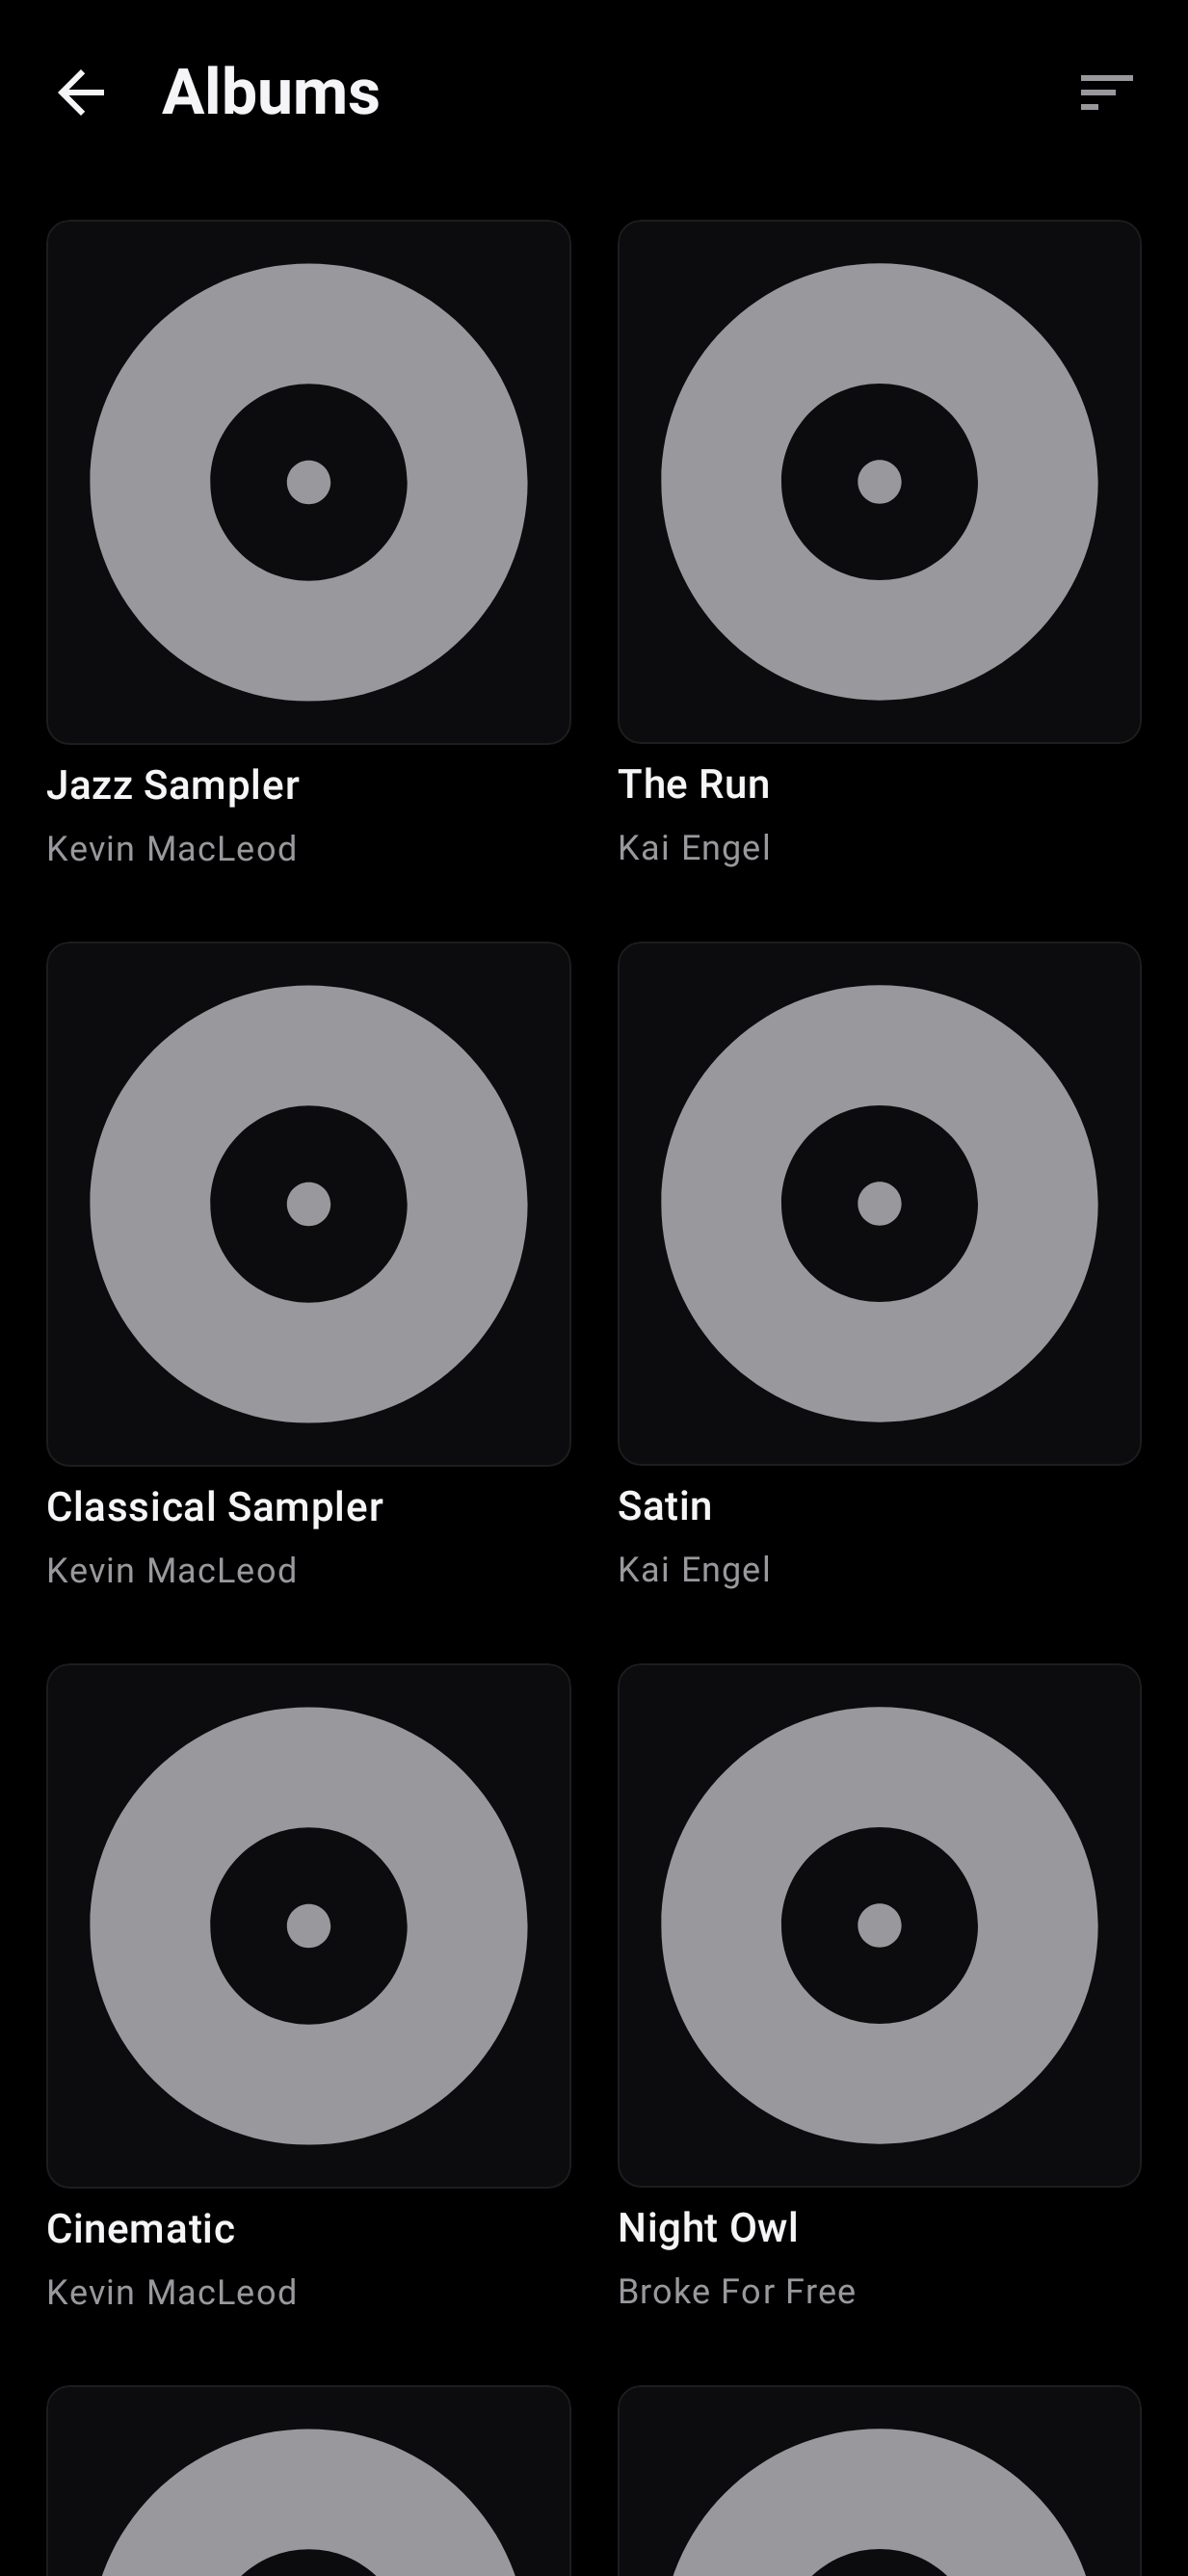 Albums
Jazz Sampler
Kevin MacLeod
The Run
Kai Engel
Classical Sampler
Kevin MacLeod
Satin
Kai Engel
Cinematic
Kevin MacLeod
Night Owl
Broke For Free